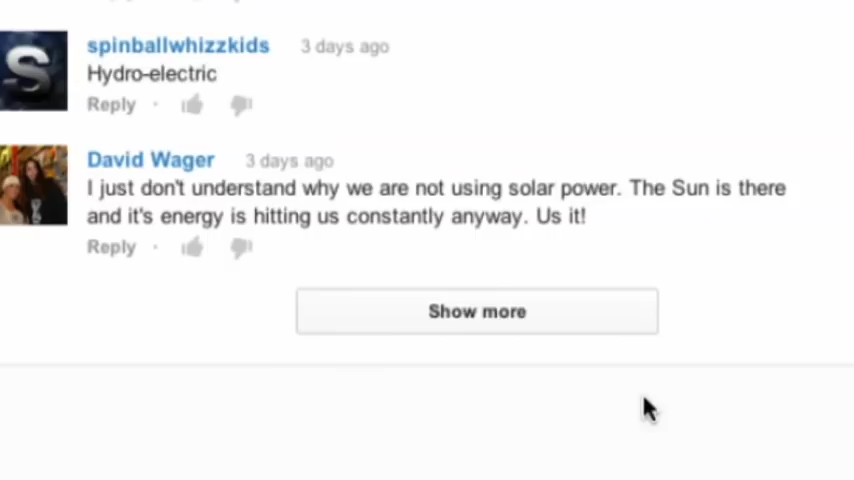 spinballwhizzkids 3 days ago
Hydro-electric
Reply ·
David Wager 3 days ago
I just don't understand why we are not using solar power. The Sun is there
and it's energy is hitting us constantly anyway. Us it!
Reply ·
Show more